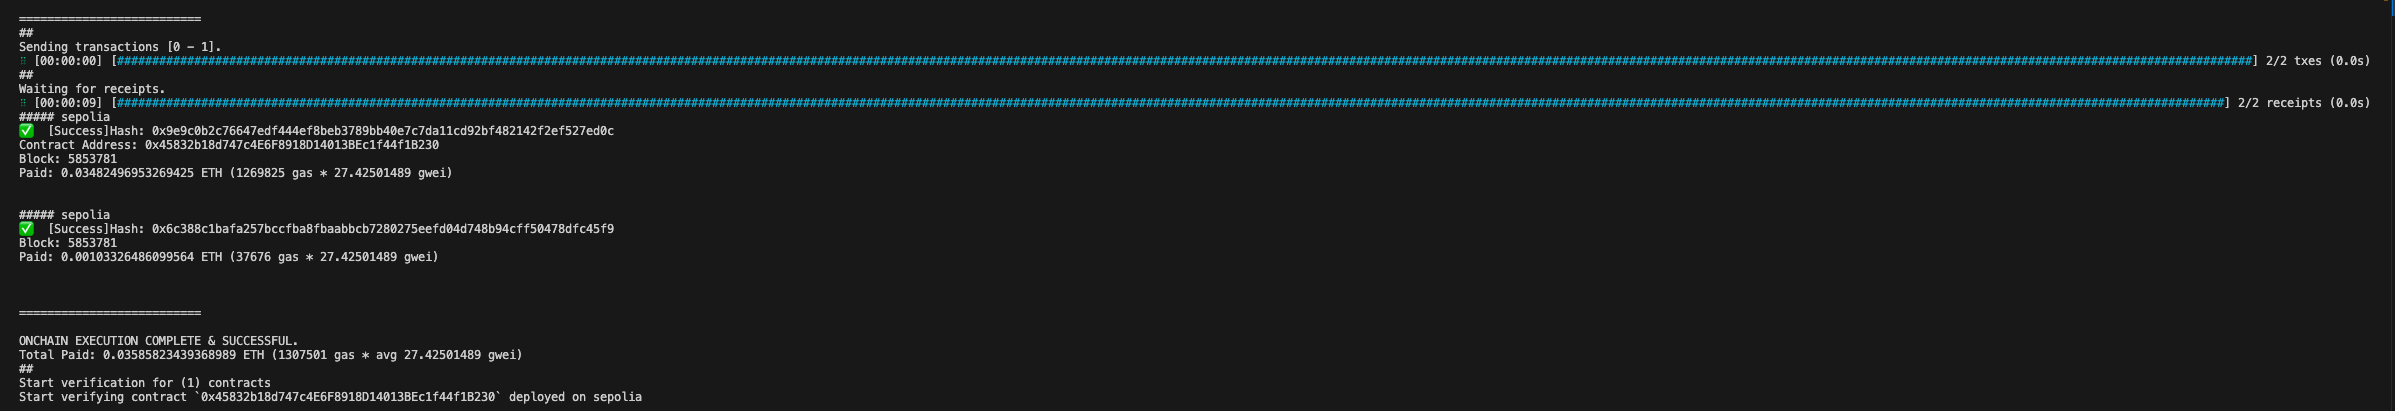 ==========================
##
Sending transactions [0 - 1].
⠿ [00:00:00] [############################################################################################################################################################################################################################################################################################################] 2/2 txes (0.0s)
##
Waiting for receipts.
⠿ [00:00:09] [########################################################################################################################################################################################################################################################################################################] 2/2 receipts (0.0s)
##### sepolia
✅  [Success]Hash: 0x9e9c0b2c76647edf444ef8beb3789bb40e7c7da11cd92bf482142f2ef527ed0c
Contract Address: 0x45832b18d747c4E6F8918D14013BEc1f44f1B230
Block: 5853781
Paid: 0.03482496953269425 ETH (1269825 gas * 27.42501489 gwei)
##### sepolia
✅  [Success]Hash: 0x6c388c1bafa257bccfba8fbaabbcb7280275eefd04d748b94cff50478dfc45f9
Block: 5853781
Paid: 0.00103326486099564 ETH (37676 gas * 27.42501489 gwei)
==========================
ONCHAIN EXECUTION COMPLETE & SUCCESSFUL.
Total Paid: 0.03585823439368989 ETH (1307501 gas * avg 27.42501489 gwei)
##
Start verification for (1) contracts
Start verifying contract `0x45832b18d747c4E6F8918D14013BEc1f44f1B230` deployed on sepolia